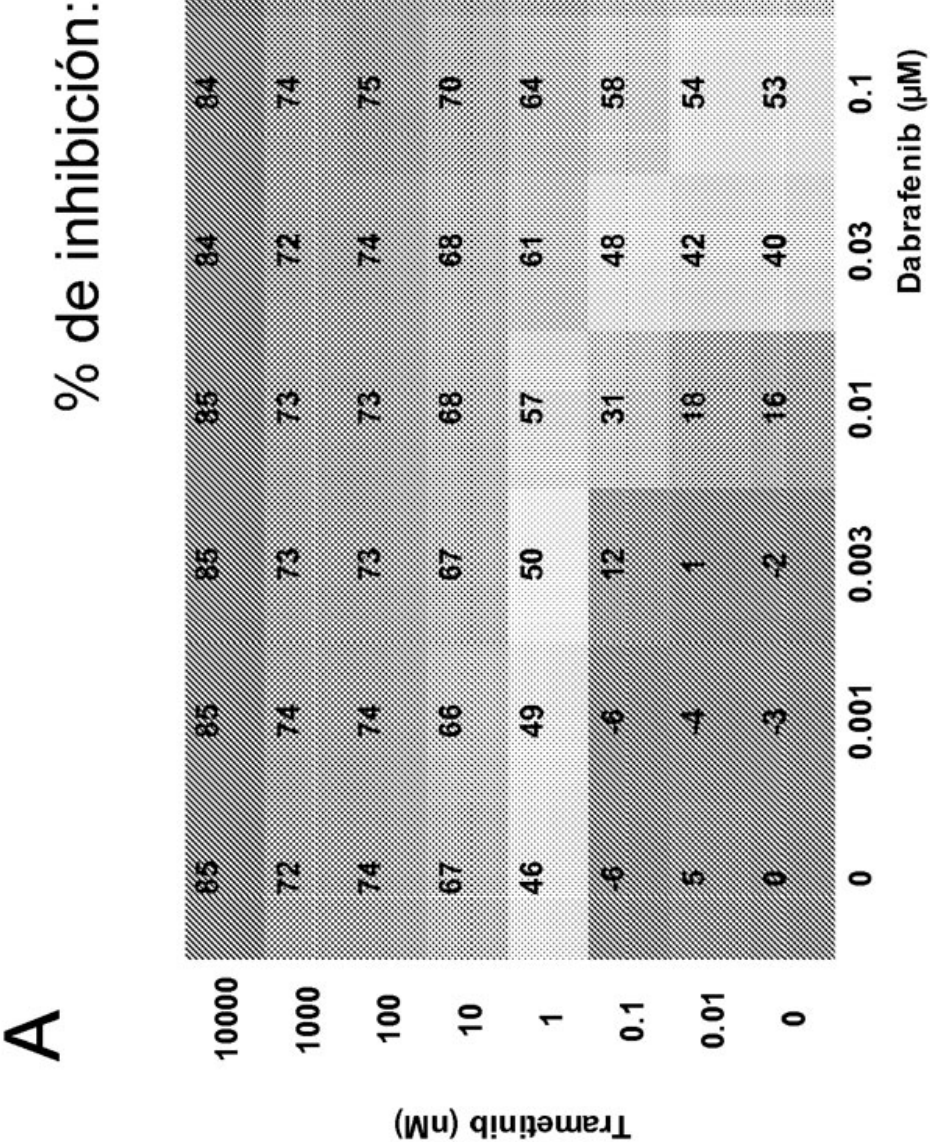 A
% de inhibición:
Trametinib (nM)
10000 85 85 85 85 84 84
1000 72 74 73 73 72 74
100 74 74 73 73 74 75
10 67 66 67 68 68 70
1 46 49 50 57 61 64
0.1 -6 -6 12 31 48 58
0.01 5 -4 1 18 42 54
0 0 -3 -2 16 40 53
0 0.001 0.003 0.01 0.03 0.1
Dabrafenib (µM)